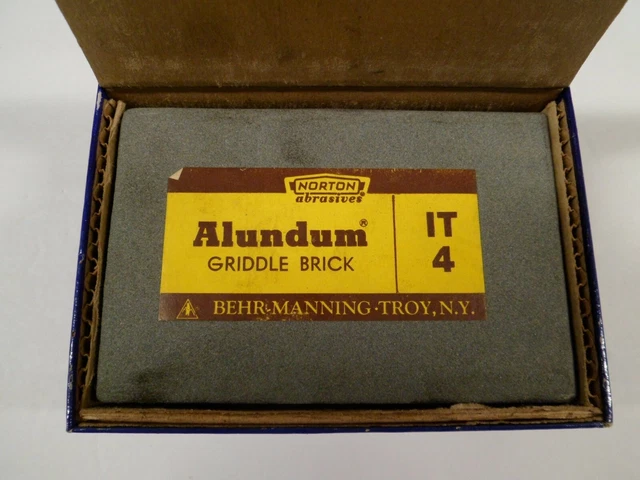 NORTON
abrasives®
Alundum®
GRIDDLE BRICK
IT
4
BEHR-MANNING·TROY, N.Y.